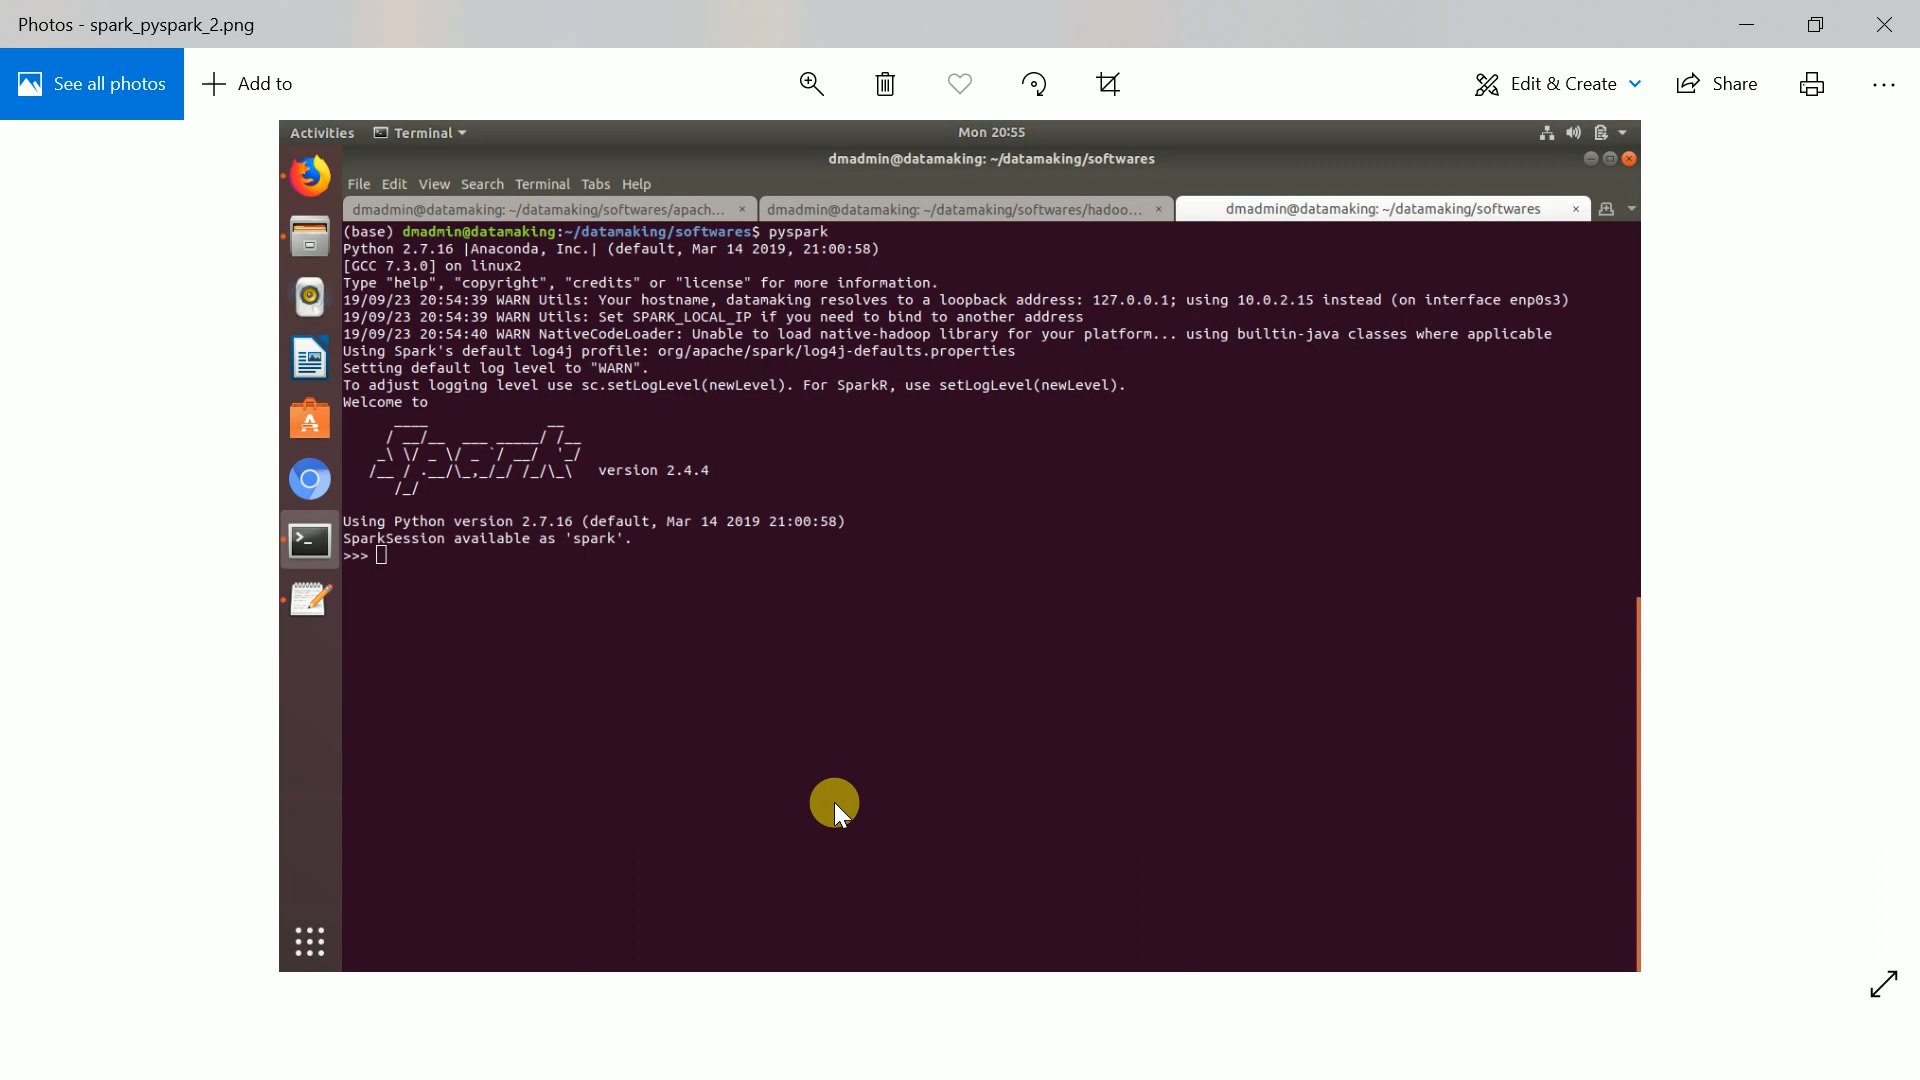 Photos - spark_pyspark_2.png
See all photos
Add to
Edit & Create
Share
Activities
Terminal
Mon 20:55
dmadmin@datamaking: ~/datamaking/softwares
File Edit View Search Terminal Tabs Help
dmadmin@datamaking: ~/datamaking/softwares/apach... ×
dmadmin@datamaking: ~/datamaking/softwares/hadoo... ×
dmadmin@datamaking: ~/datamaking/softwares ×
(base) dmadmin@datamaking:~/datamaking/softwares$ pyspark
Python 2.7.16 |Anaconda, Inc.| (default, Mar 14 2019, 21:00:58)
[GCC 7.3.0] on linux2
Type "help", "copyright", "credits" or "license" for more information.
19/09/23 20:54:39 WARN Utils: Your hostname, datamaking resolves to a loopback address: 127.0.0.1; using 10.0.2.15 instead (on interface enp0s3)
19/09/23 20:54:39 WARN Utils: Set SPARK_LOCAL_IP if you need to bind to another address
19/09/23 20:54:40 WARN NativeCodeLoader: Unable to load native-hadoop library for your platform... using builtin-java classes where applicable
Using Spark's default log4j profile: org/apache/spark/log4j-defaults.properties
Setting default log level to "WARN".
To adjust logging level use sc.setLogLevel(newLevel). For SparkR, use setLogLevel(newLevel).
Welcome to
Spark version 2.4.4
Using Python version 2.7.16 (default, Mar 14 2019 21:00:58)
SparkSession available as 'spark'.
>>>